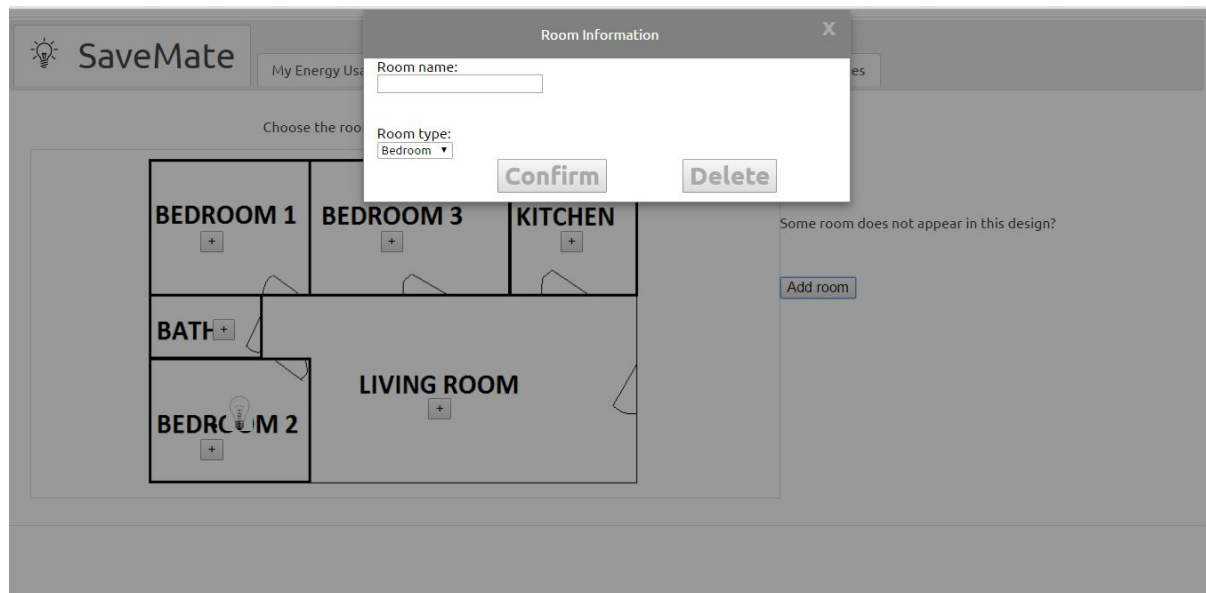 Room Information
X
SaveMate
My Energy Usa
es
Room name:
Choose the roo
Room type:
Bedroom
Confirm
Delete
BEDROOM 1
BEDROOM 3
KITCHEN
+
+
+
Some room does not appear in this design?
Add room
BATH
+
LIVING ROOM
+
BEDROOM 2
+